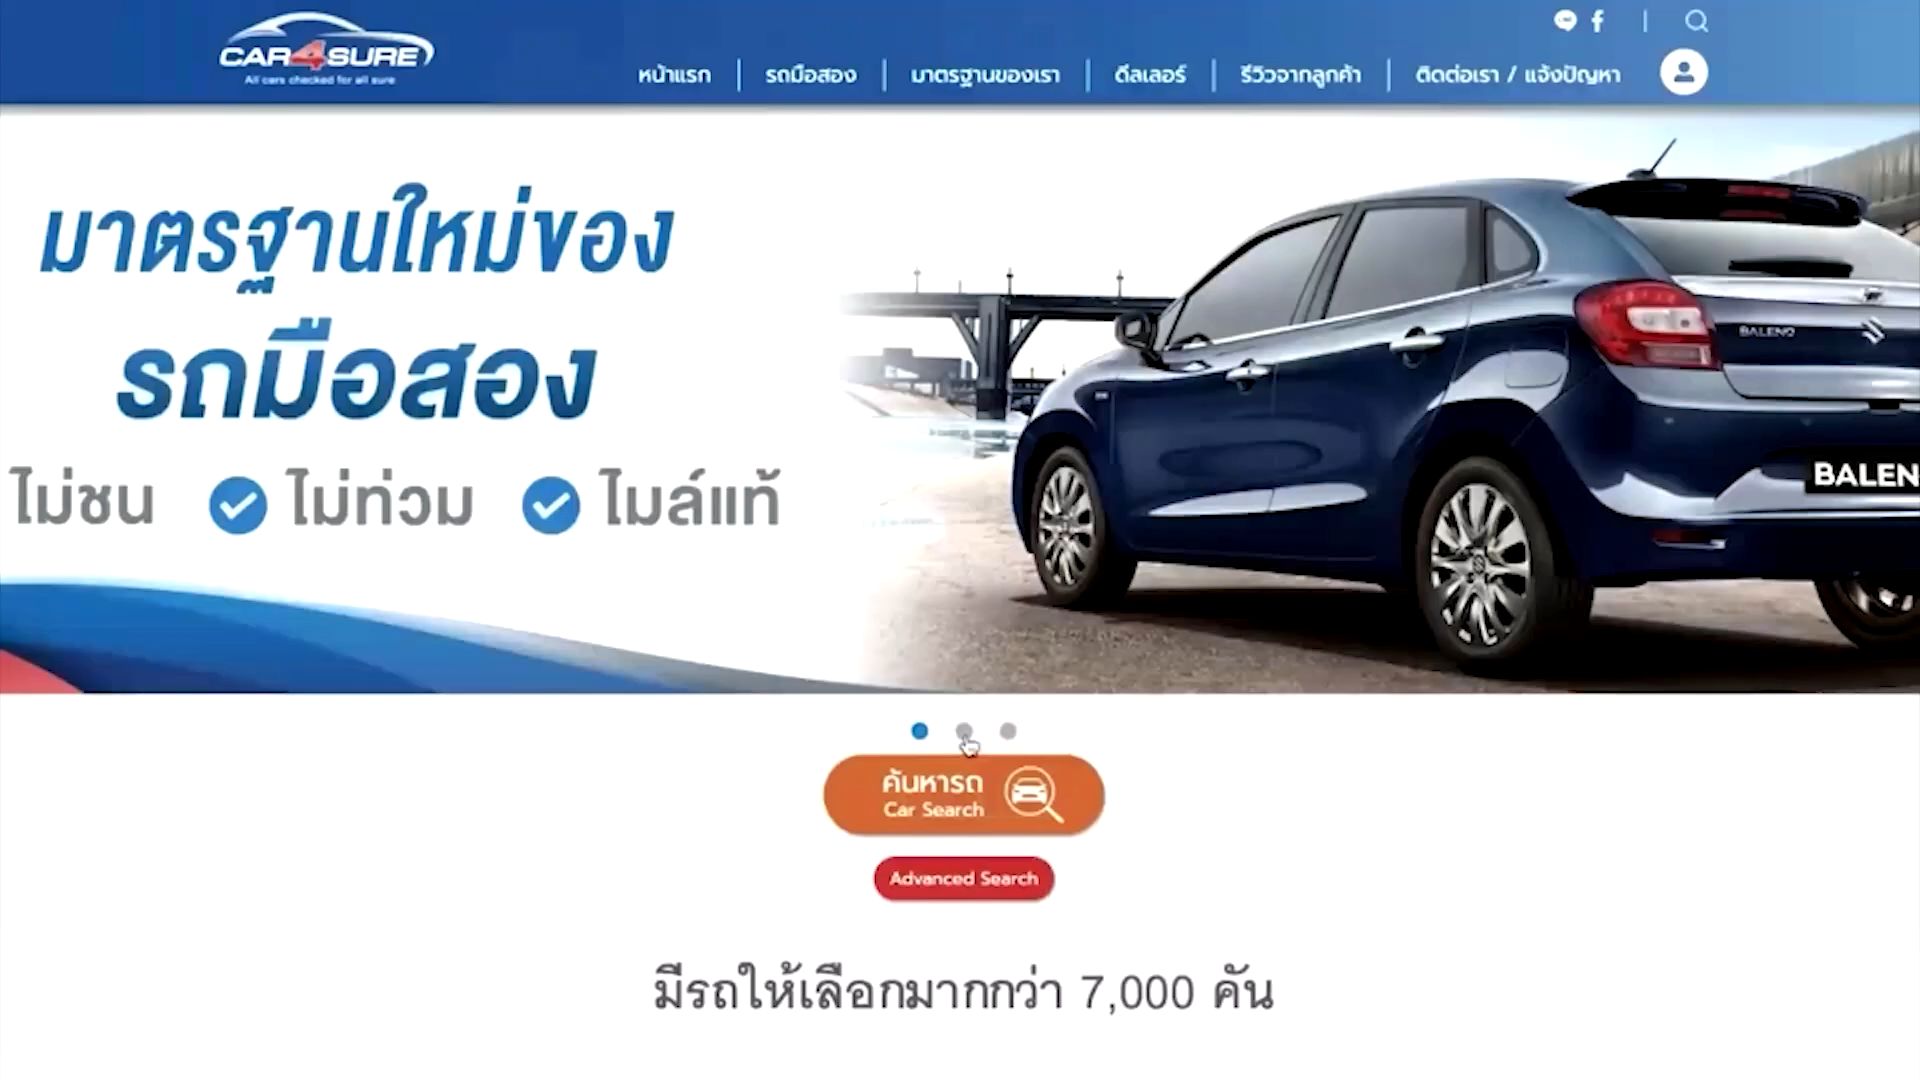 CAR4SURE
All cars checked for all sure
หน้าแรก | รถมือสอง | มาตรฐานของเรา | ดีลเลอร์ | รีวิวจากลูกค้า | ติดต่อเรา / แจ้งปัญหา
มาตรฐานใหม่ของ
รถมือสอง
ไม่ชน ไม่ท่วม ไมล์แท้
BALENO
BALEN
ค้นหารถ
Car Search
Advanced Search
มีรถให้เลือกมากกว่า 7,000 คัน